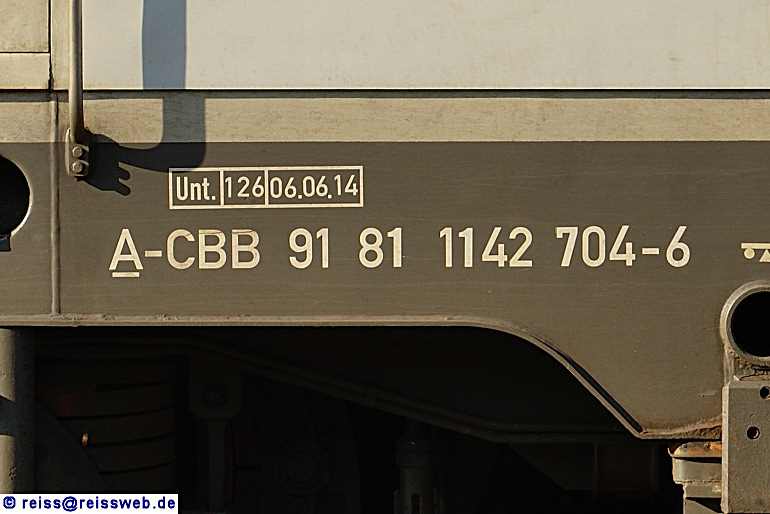 Unt. 126 06.06.14
A-CBB 91 81 1142 704-6
© reiss@reissweb.de